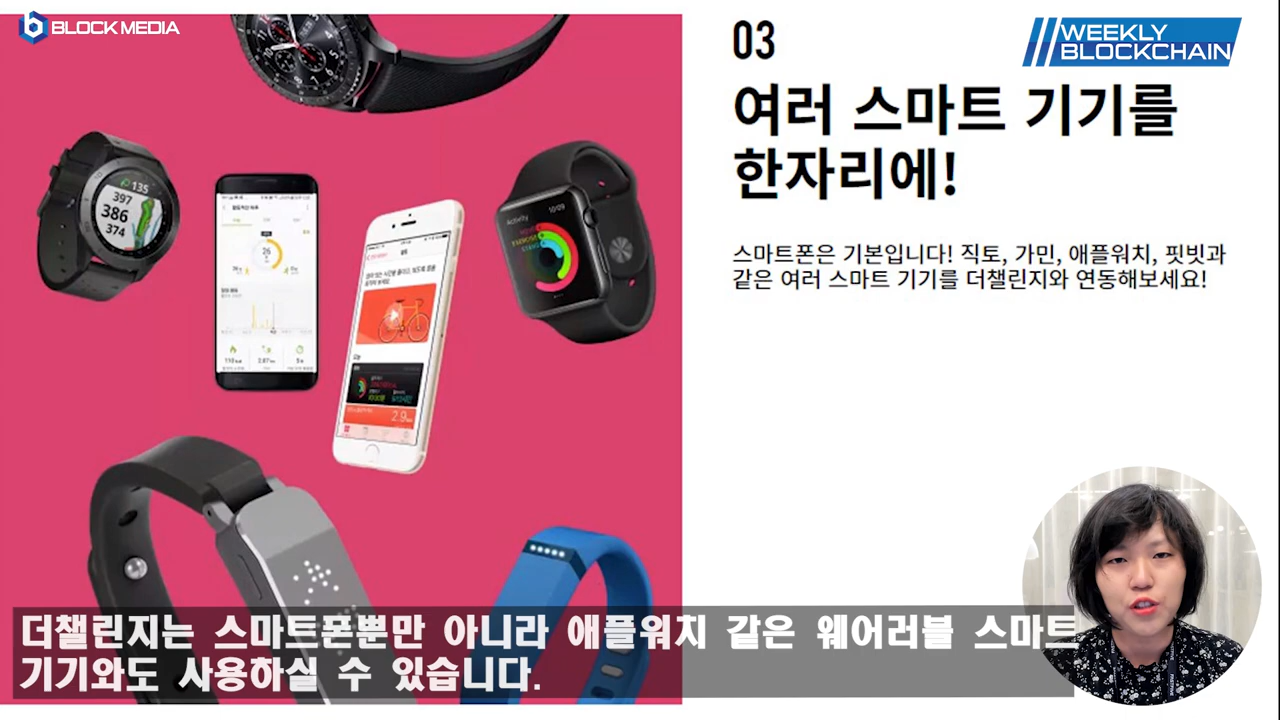 BLOCK MEDIA
WEEKLY
BLOCKCHAIN
03
여러 스마트 기기를
한자리에!
스마트폰은 기본입니다! 직토, 가민, 애플워치, 핏빗과
같은 여러 스마트 기기를 더챌린지와 연동해보세요!
135
397
386
374
Activity
10:09
더챌린지는 스마트폰뿐만 아니라 애플워치 같은 웨어러블 스마트
기기와도 사용하실 수 있습니다.